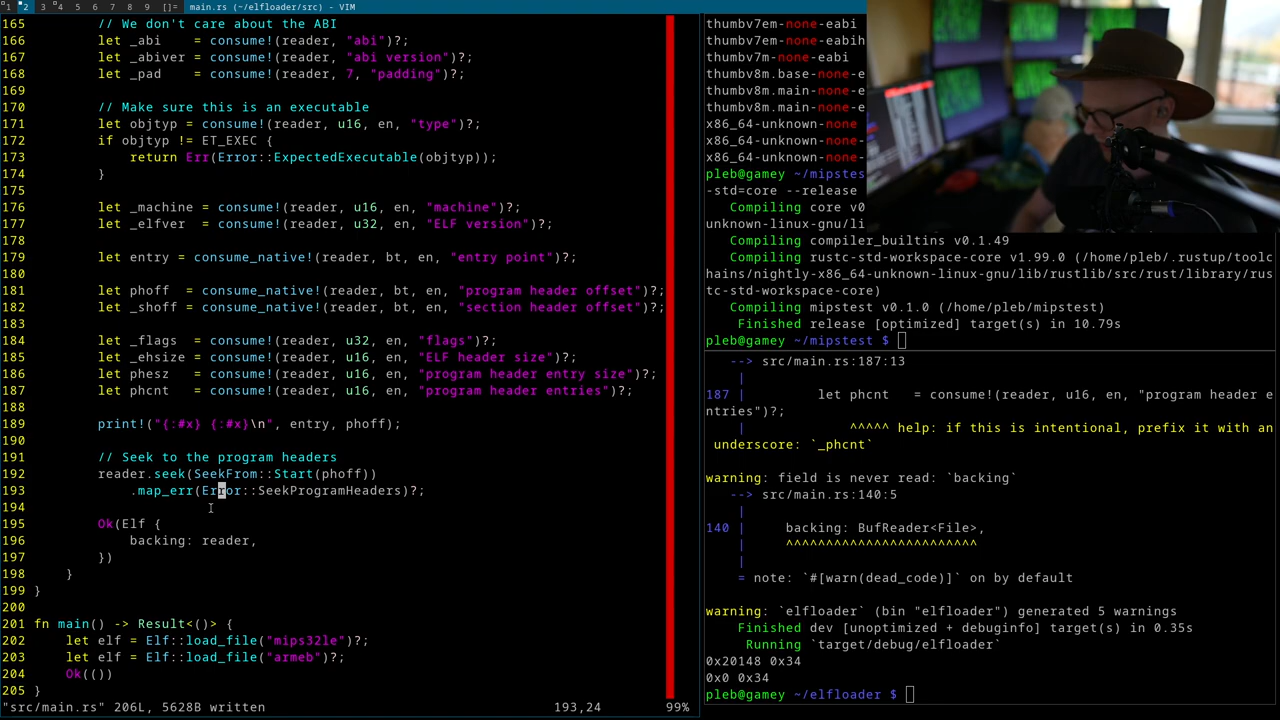 1 2 3 4 5 6 7 8 9 []= main.rs (~/elfloader/src) - VIM
165 // We don't care about the ABI
166 let _abi    = consume!(reader, "abi")?;
167 let _abiver = consume!(reader, "abi version")?;
168 let _pad    = consume!(reader, 7, "padding")?;
169
170 // Make sure this is an executable
171 let objtyp = consume!(reader, u16, en, "type")?;
172 if objtyp != ET_EXEC {
173 return Err(Error::ExpectedExecutable(objtyp));
174 }
175
176 let _machine = consume!(reader, u16, en, "machine")?;
177 let _elfver  = consume!(reader, u32, en, "ELF version")?;
178
179 let entry = consume_native!(reader, bt, en, "entry point")?;
180
181 let phoff  = consume_native!(reader, bt, en, "program header offset")?;
182 let _shoff = consume_native!(reader, bt, en, "section header offset")?;
183
184 let _flags  = consume!(reader, u32, en, "flags")?;
185 let _ehsize = consume!(reader, u16, en, "ELF header size")?;
186 let phesz   = consume!(reader, u16, en, "program header entry size")?;
187 let phcnt   = consume!(reader, u16, en, "program header entries")?;
188
189 print!("{:#x} {:#x}\n", entry, phoff);
190
191 // Seek to the program headers
192 reader.seek(SeekFrom::Start(phoff))
193 .map_err(Error::SeekProgramHeaders)?;
194
195 Ok(Elf {
196 backing: reader,
197 })
198 }
199 }
200
201 fn main() -> Result<()> {
202 let elf = Elf::load_file("mips32le")?;
203 let elf = Elf::load_file("armeb")?;
204 Ok(())
205 }
"src/main.rs" 206L, 5628B written 193,24 99%
thumbv7em-none-eabi
thumbv7em-none-eabih
thumbv7m-none-eabi
thumbv8m.base-none-e
thumbv8m.main-none-e
thumbv8m.main-none-e
x86_64-unknown-none
x86_64-unknown-none
x86_64-unknown-none
pleb@gamey ~/mipstes
-std=core --release
Compiling core v0
unknown-linux-gnu/li
Compiling compiler_builtins v0.1.49
Compiling rustc-std-workspace-core v1.99.0 (/home/pleb/.rustup/toolc
hains/nightly-x86_64-unknown-linux-gnu/lib/rustlib/src/rust/library/rus
tc-std-workspace-core)
Compiling mipstest v0.1.0 (/home/pleb/mipstest)
Finished release [optimized] target(s) in 10.79s
pleb@gamey ~/mipstest $
--> src/main.rs:187:13
|
187 | let phcnt   = consume!(reader, u16, en, "program header e
ntries")?;
| ^^^^^ help: if this is intentional, prefix it with an
underscore: `_phcnt`
warning: field is never read: `backing`
--> src/main.rs:140:5
|
140 | backing: BufReader<File>,
| ^^^^^^^^^^^^^^^^^^^^^^^^
|
= note: `#[warn(dead_code)]` on by default
warning: `elfloader` (bin "elfloader") generated 5 warnings
Finished dev [unoptimized + debuginfo] target(s) in 0.35s
Running `target/debug/elfloader`
0x20148 0x34
0x0 0x34
pleb@gamey ~/elfloader $